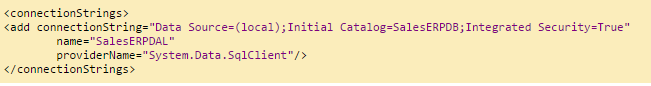 <connectionStrings>
<add connectionString="Data Source=(local);Initial Catalog=SalesERPDB;Integrated Security=True"
name="SalesERPDAL"
providerName="System.Data.SqlClient"/>
</connectionStrings>